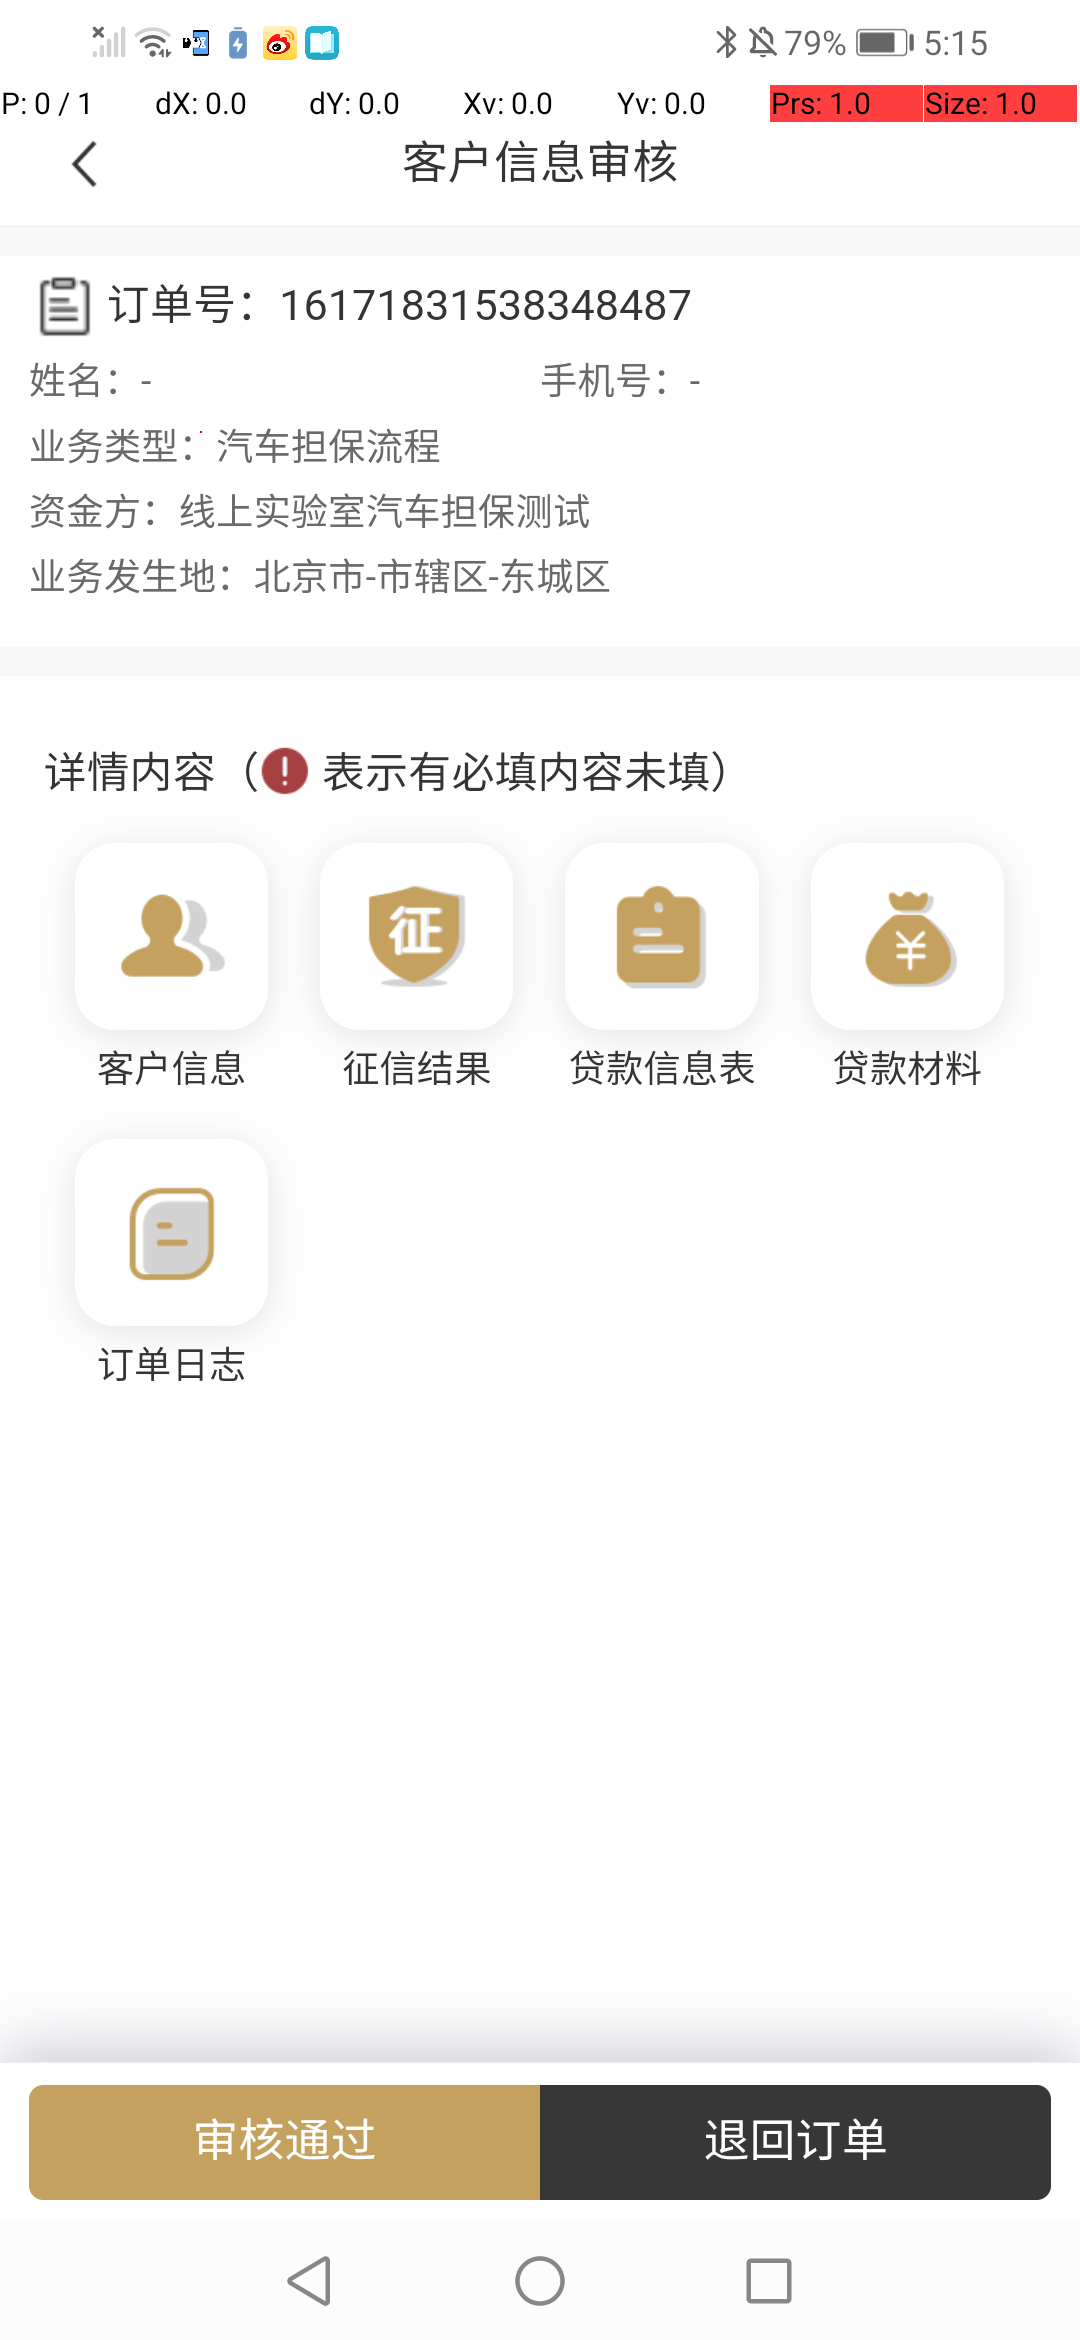 79% 5:15
P: 0 / 1 dX: 0.0 dY: 0.0 Xv: 0.0 Yv: 0.0 Prs: 1.0 Size: 1.0
客户信息审核
订单号：16171831538348487
姓名：- 手机号：-
业务类型：汽车担保流程
资金方：线上实验室汽车担保测试
业务发生地：北京市-市辖区-东城区
详情内容（! 表示有必填内容未填）
征 ¥
客户信息 征信结果 贷款信息表 贷款材料
订单日志
审核通过 退回订单